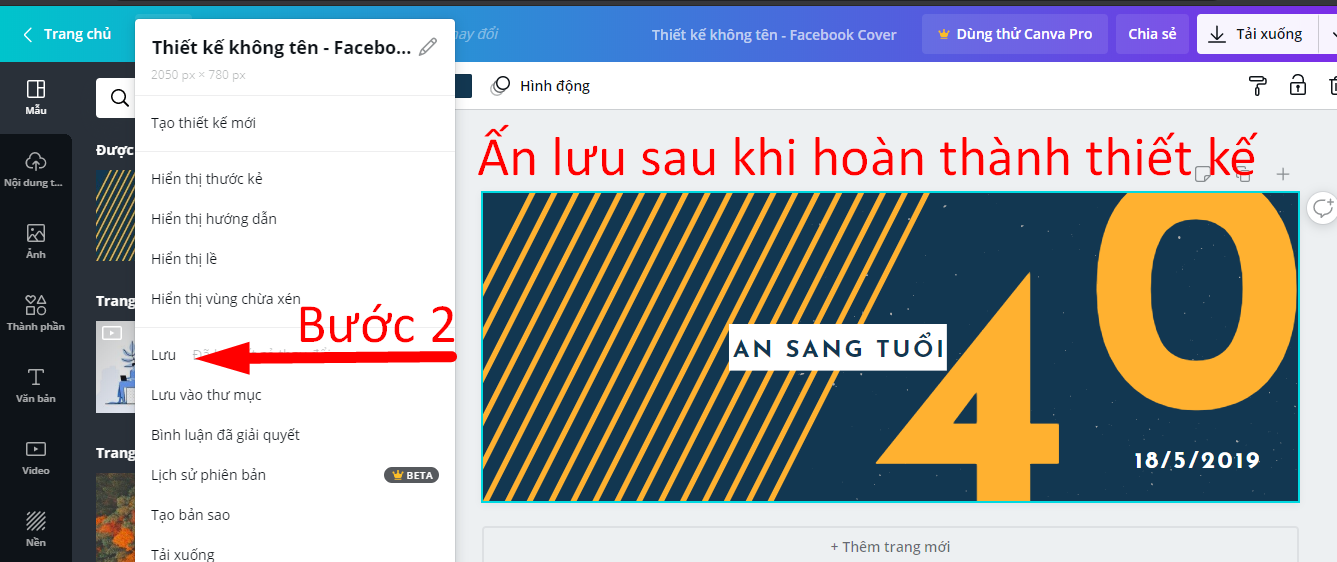 Trang chủ
hay đổi
Thiết kế không tên - Facebook Cover
Dùng thử Canva Pro
Chia sẻ
Tải xuống
Thiết kế không tên - Facebo...
2050 px × 780 px
Tạo thiết kế mới
Hiển thị thước kẻ
Hiển thị hướng dẫn
Hiển thị lề
Hiển thị vùng chừa xén
Lưu
Lưu vào thư mục
Bình luận đã giải quyết
Lịch sử phiên bản
BETA
Tạo bản sao
Tải xuống
Mẫu
Nội dung t...
Ảnh
Thành phần
Văn bản
Video
Nền
Được
Trang
Trang
Hình động
Ấn lưu sau khi hoàn thành thiết kế
Bước 2
AN SANG TUỔI
40
18/5/2019
+ Thêm trang mới